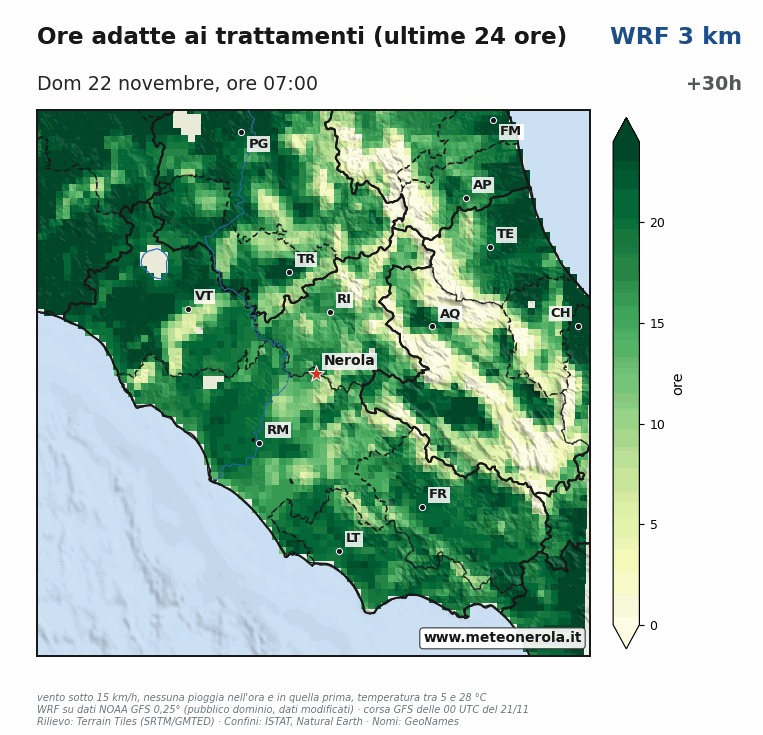 Ore adatte ai trattamenti (ultime 24 ore)
WRF 3 km
Dom 22 novembre, ore 07:00
+30h
FM
PG
AP
TE
TR
RI
VT
AQ
CH
Nerola
RM
FR
LT
www.meteonerola.it
20
15
10
5
0
ore
vento sotto 15 km/h, nessuna pioggia nell'ora e in quella prima, temperatura tra 5 e 28 °C
WRF su dati NOAA GFS 0,25° (pubblico dominio, dati modificati) · corsa GFS delle 00 UTC del 21/11
Rilievo: Terrain Tiles (SRTM/GMTED) · Confini: ISTAT, Natural Earth · Nomi: GeoNames